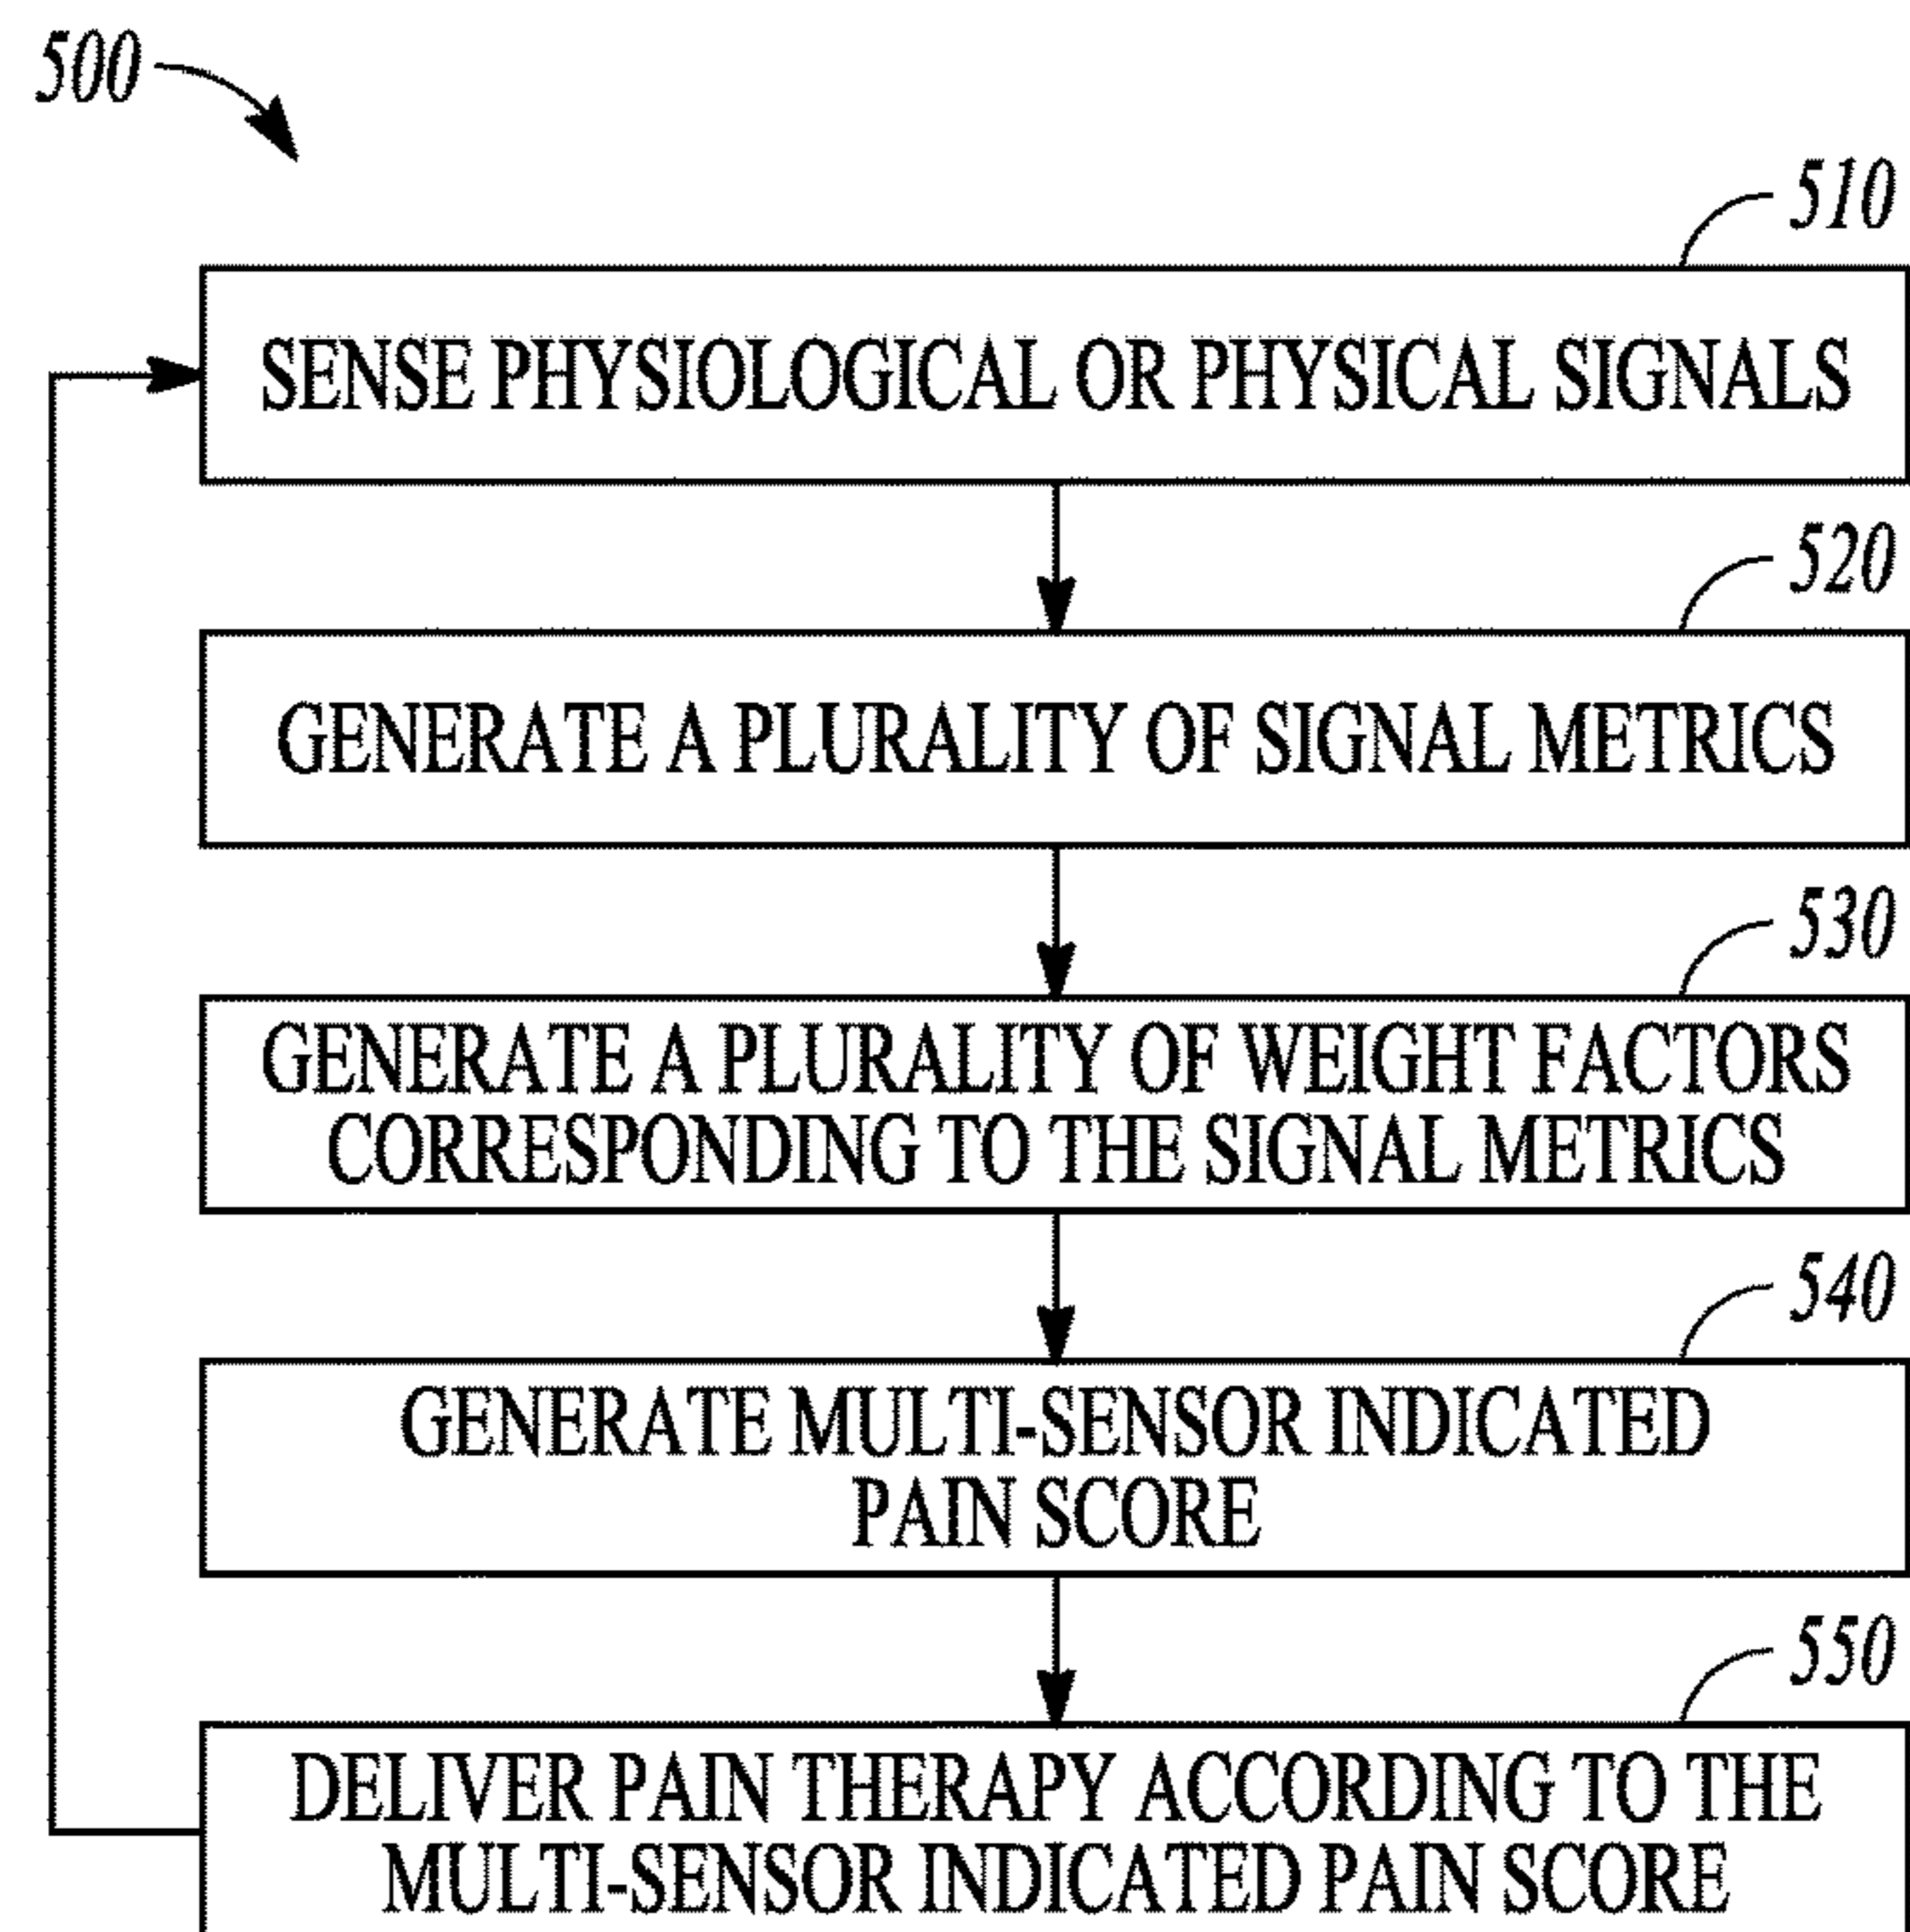 500
510
SENSE PHYSIOLOGICAL OR PHYSICAL SIGNALS
520
GENERATE A PLURALITY OF SIGNAL METRICS
530
GENERATE A PLURALITY OF WEIGHT FACTORS
CORRESPONDING TO THE SIGNAL METRICS
540
GENERATE MULTI-SENSOR INDICATED
PAIN SCORE
550
DELIVER PAIN THERAPY ACCORDING TO THE
MULTI-SENSOR INDICATED PAIN SCORE